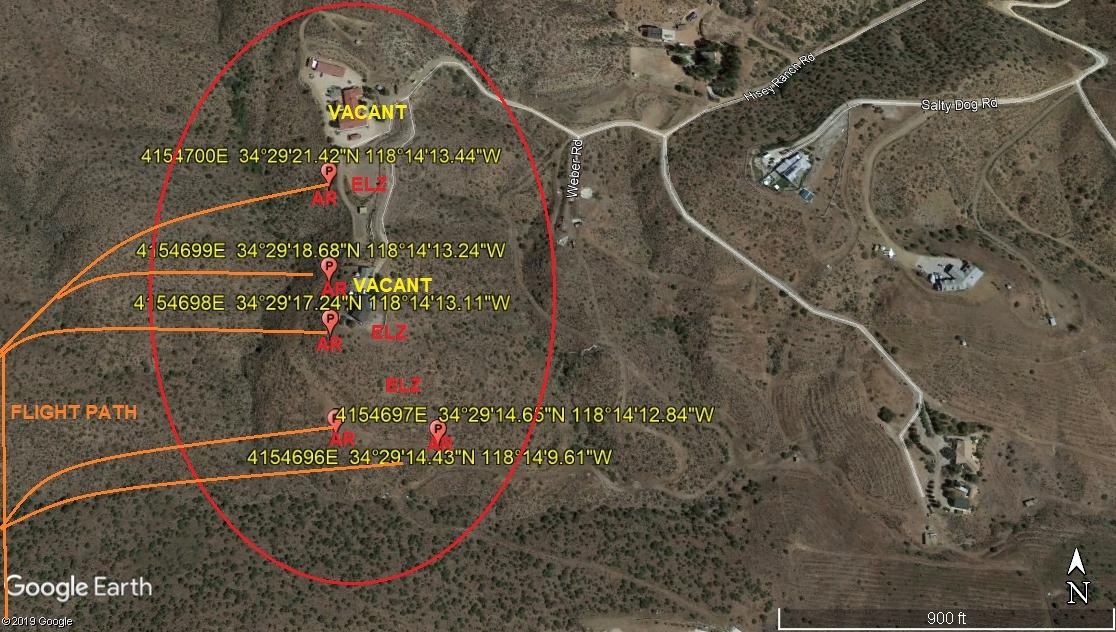 Hisey Ranch Rd
Salty Dog Rd
VACANT
4154700E 34°29'21.42"N 118°14'13.44"W
ELZ
AR
Weber Rd
4154699E 34°29'18.68"N 118°14'13.24"W
VACANT
AR
4154698E 34°29'17.24"N 118°14'13.11"W
ELZ
AR
ELZ
FLIGHT PATH
4154697E 34°29'14.65"N 118°14'12.84"W
AR
AR
4154696E 34°29'14.43"N 118°14'9.61"W
Google Earth
©2019 Google
N
900 ft
P
P
P
P
P